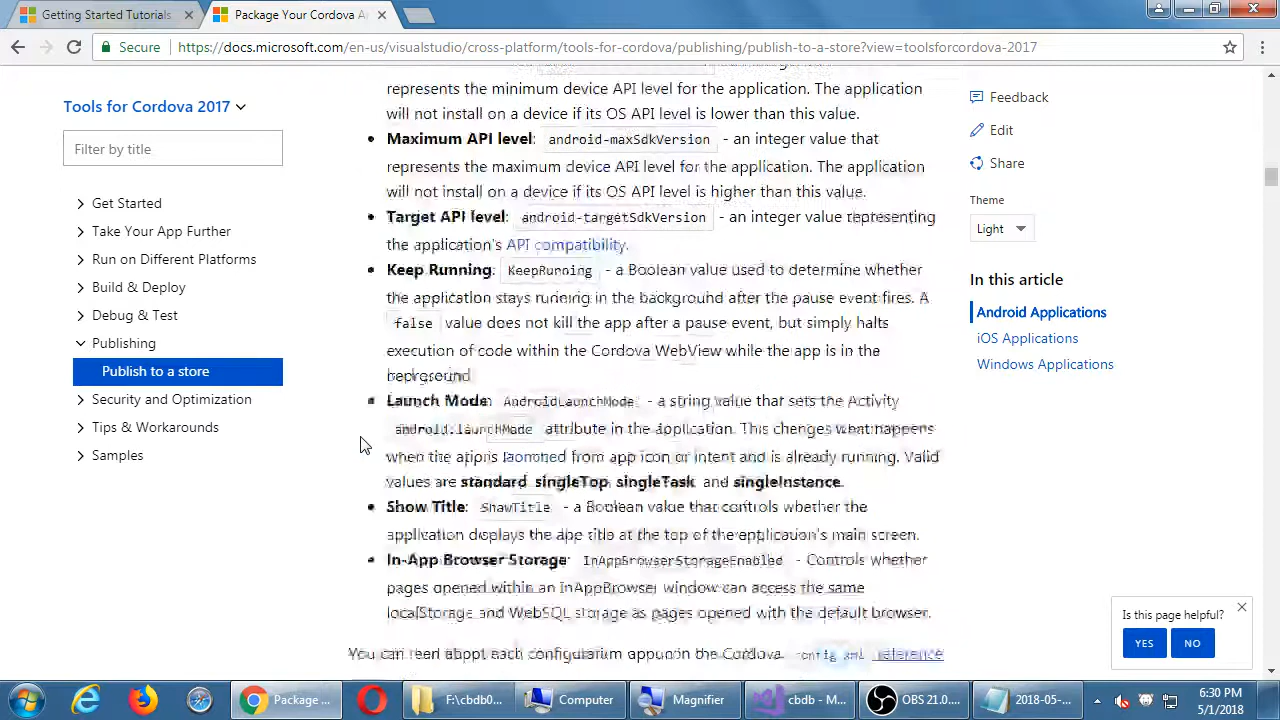 Getting Started Tutorials
Package Your Cordova A
Secure
https://docs.microsoft.com/en-us/visualstudio/cross-platform/tools-for-cordova/publishing/publish-to-a-store?view=toolsforcordova-2017
Tools for Cordova 2017
Filter by title
Get Started
Take Your App Further
Run on Different Platforms
Build & Deploy
Debug & Test
Publishing
Publish to a store
Security and Optimization
Tips & Workarounds
Samples
represents the minimum device API level for the application. The application
will not install on a device if its OS API level is lower than this value.
Maximum API level: android-maxSdkVersion - an integer value that
represents the maximum device API level for the application. The application
will not install on a device if its OS API level is higher than this value.
Target API level: android-targetSdkVersion - an integer value representing
the application's API compatibility.
Keep Running: KeepRunning - a Boolean value used to determine whether
the application stays running in the background after the pause event fires. A
false value does not kill the app after a pause event, but simply halts
execution of code within the Cordova WebView while the app is in the
Launch Mode AndroidLaunchMode - a string value that sets the Activity
android:launchMode attribute in the application. This changes what happens
when the app is launched from app icon or intent and is already running. Valid
values are standard singleTop singleTask and singleInstance.
Show Title: ShowTitle - a Boolean value that controls whether the
application displays the app title at the top of the application's main screen.
In-App Browser Storage: InAppBrowserStorageEnabled - Controls whether
pages opened within an InAppBrowser window can access the same
localStorage and WebSQL storage as pages opened with the default browser.
You can each the Cordova config.xml reference
Feedback
Edit
Share
Theme
Light
In this article
Android Applications
iOS Applications
Windows Applications
Is this page helpful?
YES NO
Package ...
F:\cbdb0...
Computer
Magnifier
cbdb - M...
OBS 21.0....
2018-05-...
6:30 PM
5/1/2018